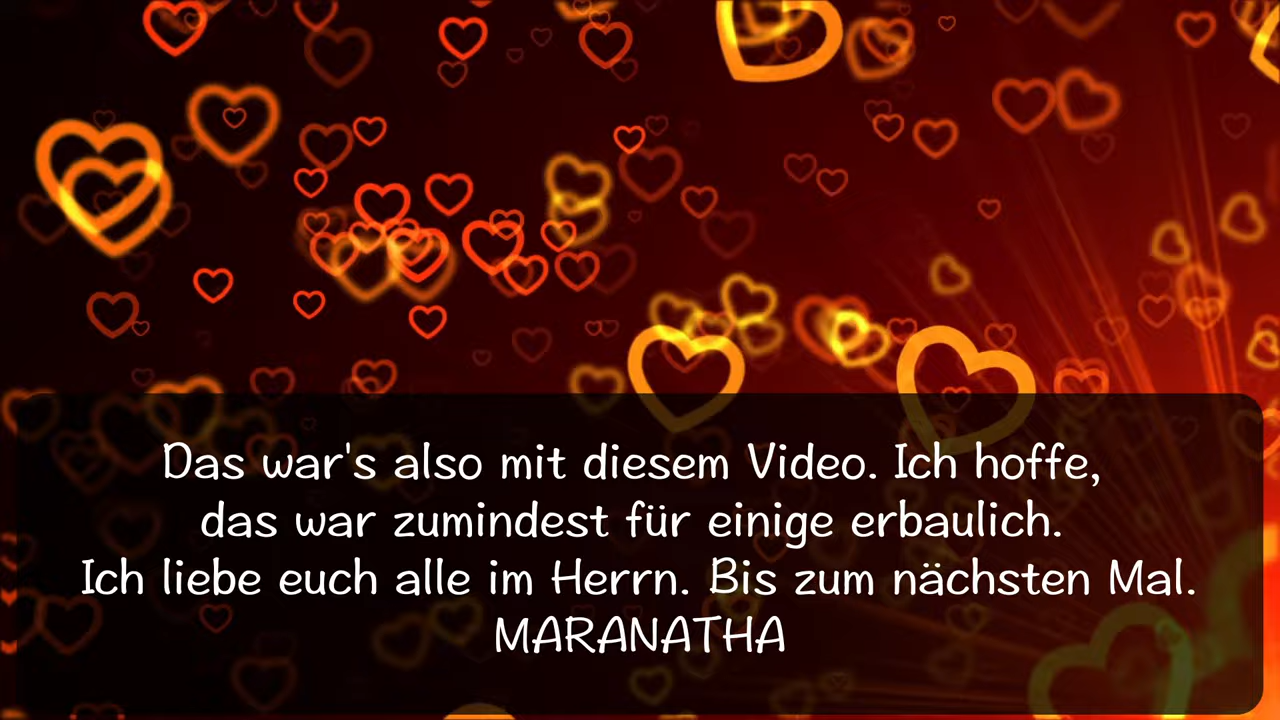 Das war's also mit diesem Video. Ich hoffe,
das war zumindest für einige erbaulich.
Ich liebe euch alle im Herrn. Bis zum nächsten Mal.
MARANATHA